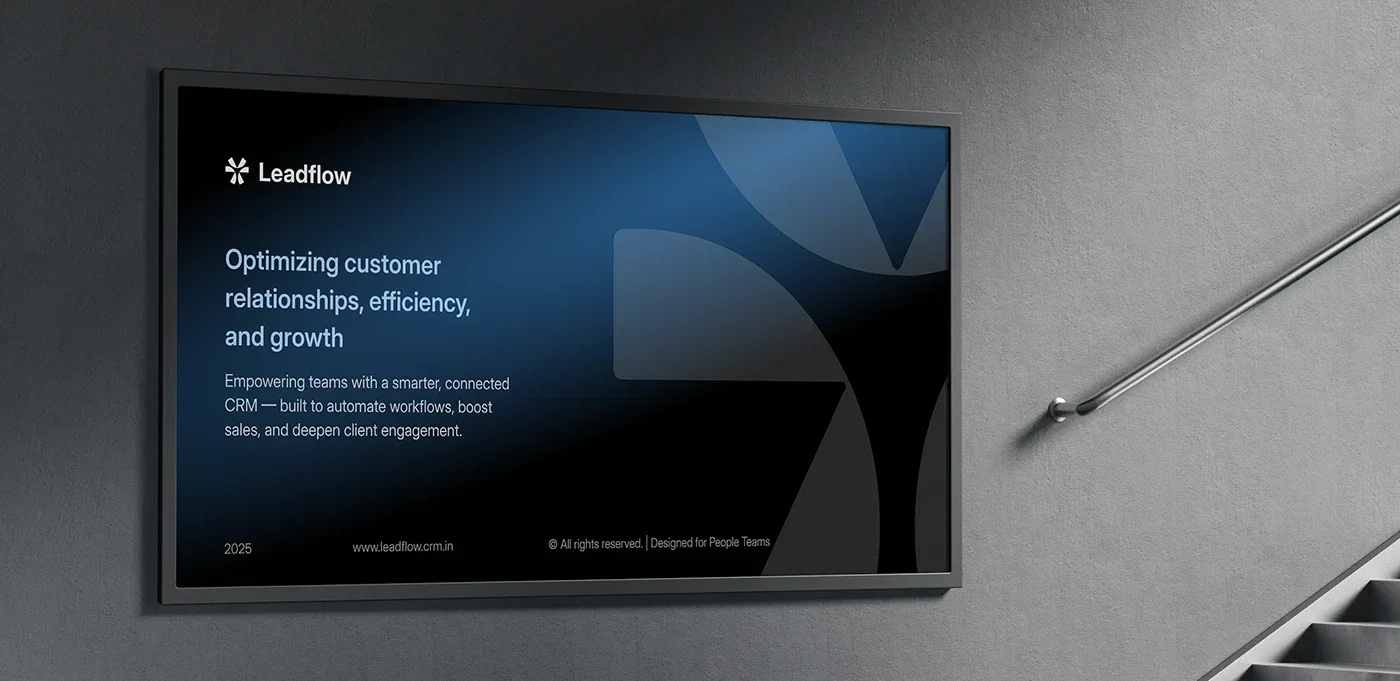 Leadflow
Optimizing customer
relationships, efficiency,
and growth
Empowering teams with a smarter, connected
CRM — built to automate workflows, boost
sales, and deepen client engagement.
2025
www.leadflow.crm.in
© All rights reserved. | Designed for People Teams